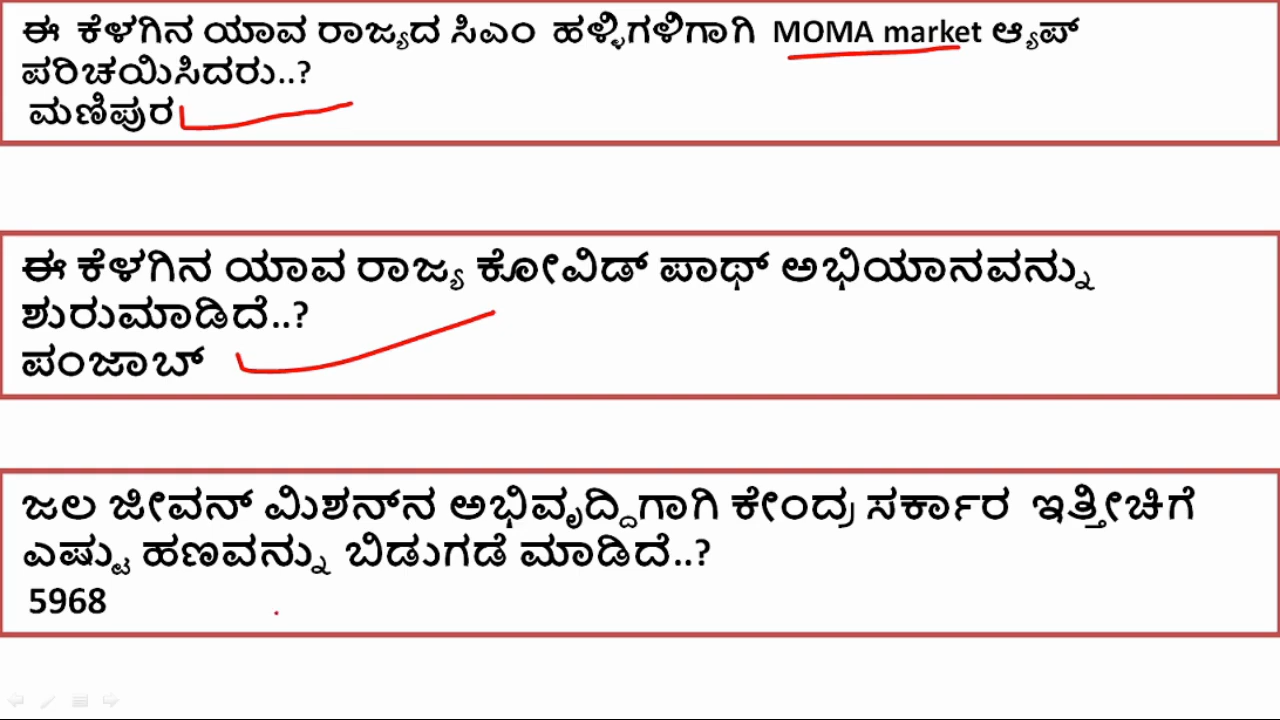 ಈ ಕೆಳಗಿನ ಯಾವ ರಾಜ್ಯದ ಸಿಎಂ ಹಳ್ಳಿಗಳಿಗಾಗಿ MOMA market ಆ್ಯಪ್
ಪರಿಚಯಿಸಿದರು..?
ಮಣಿಪುರ
ಈ ಕೆಳಗಿನ ಯಾವ ರಾಜ್ಯ ಕೋವಿಡ್ ಪಾಥ್ ಅಭಿಯಾನವನ್ನು
ಶುರುಮಾಡಿದೆ..?
ಪಂಜಾಬ್
ಜಲ ಜೀವನ್ ಮಿಶನ್‌ನ ಅಭಿವೃದ್ದಿಗಾಗಿ ಕೇಂದ್ರ ಸರ್ಕಾರ ಇತ್ತೀಚಿಗೆ
ಎಷ್ಟು ಹಣವನ್ನು ಬಿಡುಗಡೆ ಮಾಡಿದೆ..?
5968